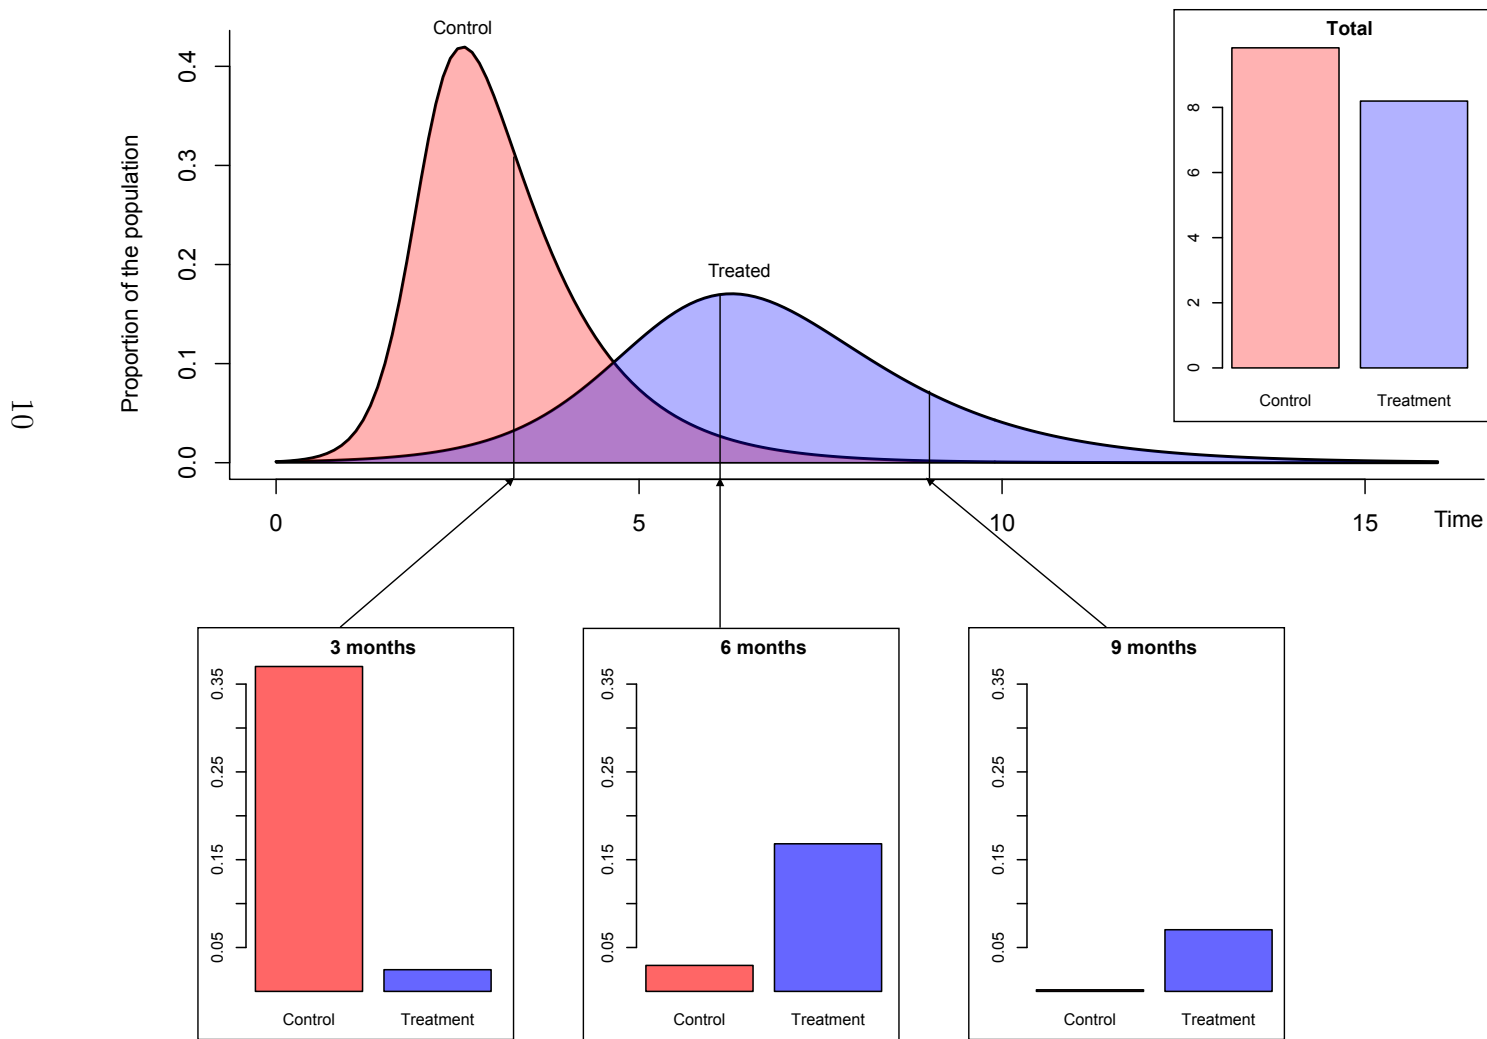 Control
Treated
Proportion of the population
0.0
0.1
0.2
0.3
0.4
0
5
10
15
Time
Total
0
2
4
6
8
Control
Treatment
10
3 months
0.05
0.15
0.25
0.35
Control
Treatment
6 months
0.05
0.15
0.25
0.35
Control
Treatment
9 months
0.05
0.15
0.25
0.35
Control
Treatment